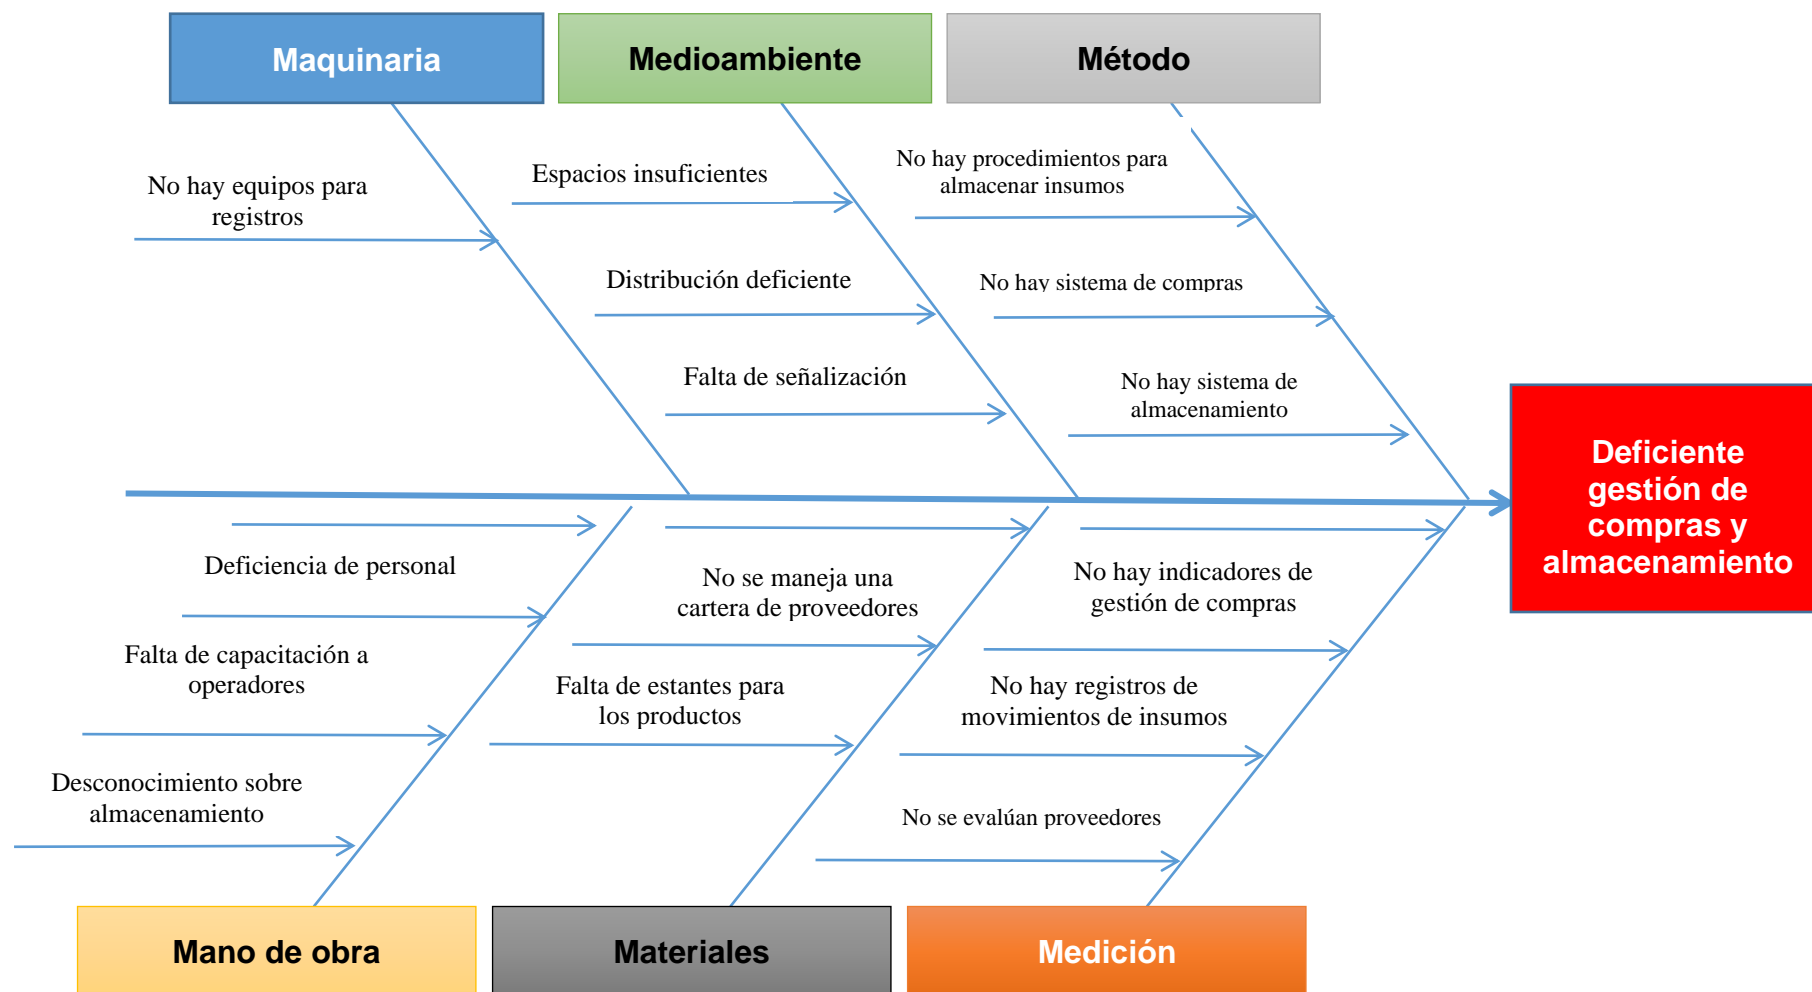 Maquinaria
Medioambiente
Método
No hay equipos para
registros
Espacios insuficientes
No hay procedimientos para
almacenar insumos
Distribución deficiente
No hay sistema de compras
Falta de señalización
No hay sistema de
almacenamiento
Deficiente
gestión de
compras y
almacenamiento
Deficiencia de personal
No se maneja una
cartera de proveedores
No hay indicadores de
gestión de compras
Falta de capacitación a
operadores
Falta de estantes para
los productos
No hay registros de
movimientos de insumos
Desconocimiento sobre
almacenamiento
No se evalúan proveedores
Mano de obra
Materiales
Medición